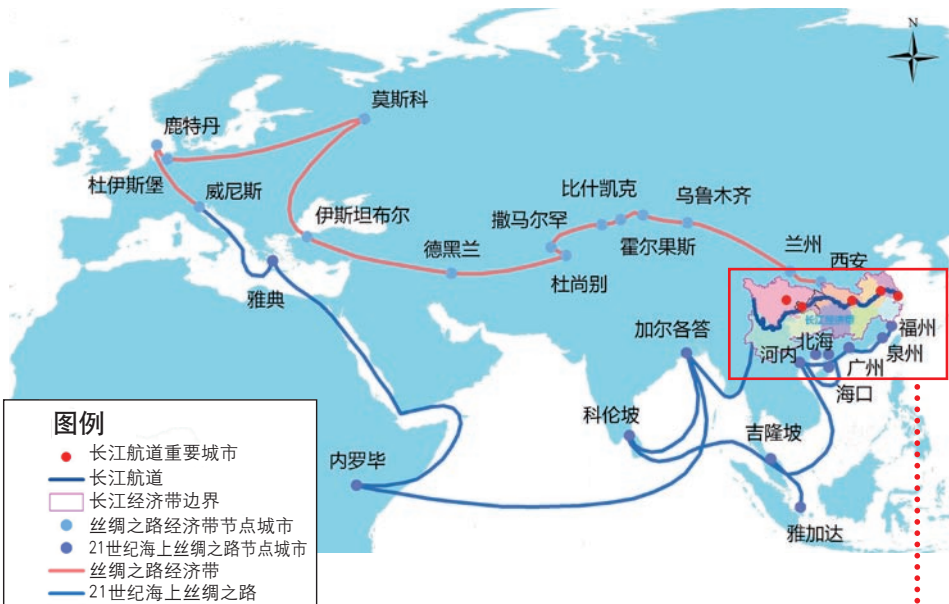 莫斯科
鹿特丹
杜伊斯堡
威尼斯
伊斯坦布尔
比什凯克
乌鲁木齐
撒马尔罕
霍尔果斯
德黑兰
杜尚别
兰州
西安
雅典
加尔各答
长江经济带
福州
北海
泉州
河内
广州
海口
科伦坡
吉隆坡
内罗毕
雅加达
图例
长江航道重要城市
长江航道
长江经济带边界
丝绸之路经济带节点城市
21世纪海上丝绸之路节点城市
丝绸之路经济带
21世纪海上丝绸之路